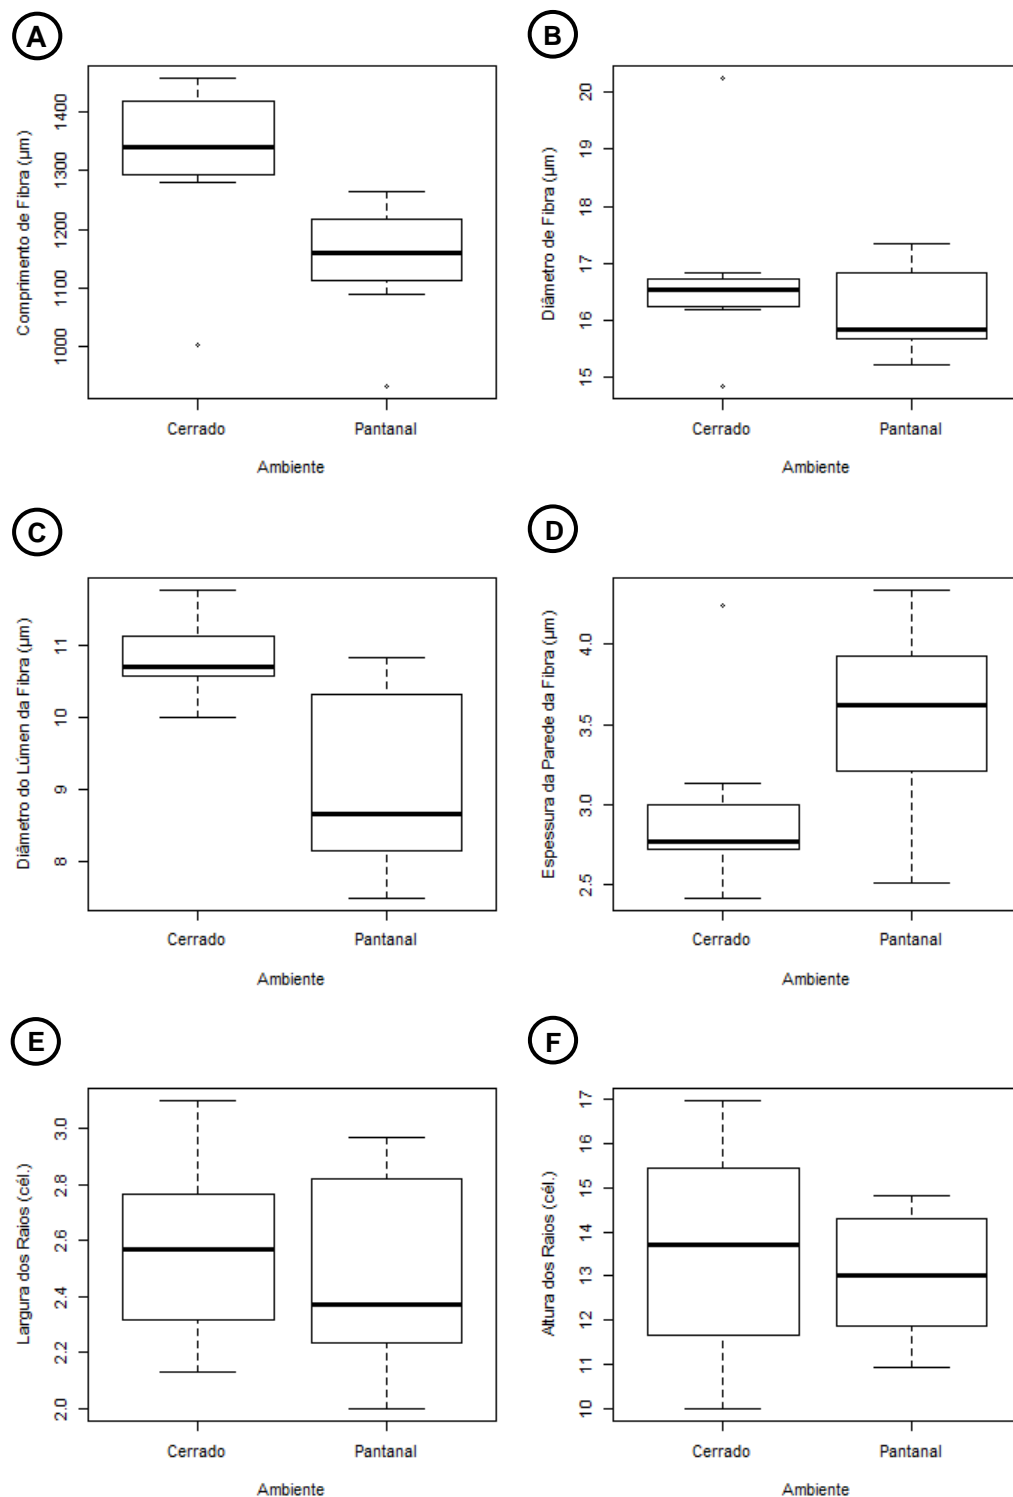 A
Comprimento de Fibra (µm)
1400
1300
1200
1100
1000
Cerrado Pantanal
Ambiente
B
Diâmetro de Fibra (µm)
20
19
18
17
16
15
Cerrado Pantanal
Ambiente
C
Diâmetro do Lúmen da Fibra (µm)
11
10
9
8
Cerrado Pantanal
Ambiente
D
Espessura da Parede da Fibra (µm)
4.0
3.5
3.0
2.5
Cerrado Pantanal
Ambiente
E
Largura dos Raios (cél.)
3.0
2.8
2.6
2.4
2.2
2.0
Cerrado Pantanal
Ambiente
F
Altura dos Raios (cél.)
17
16
15
14
13
12
11
10
Cerrado Pantanal
Ambiente